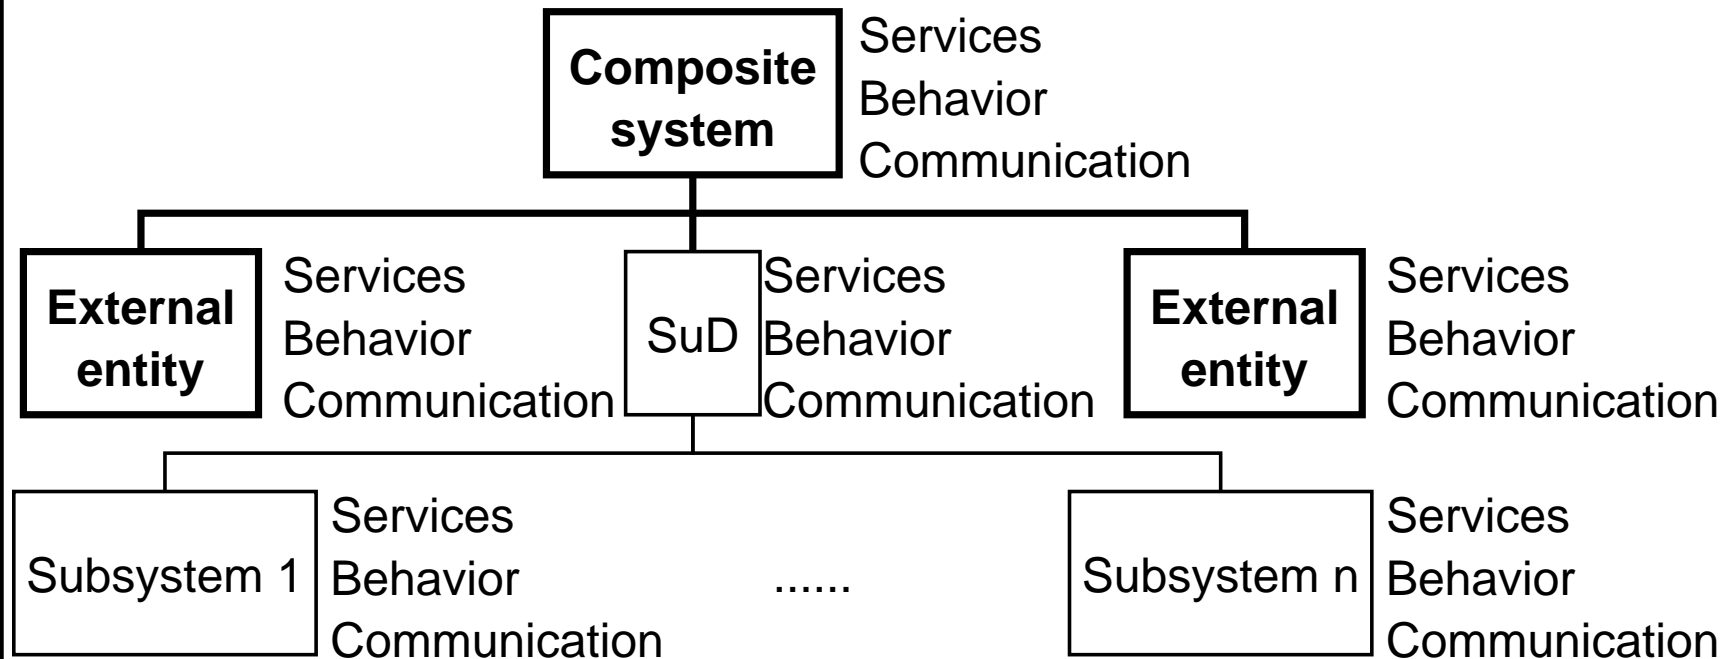 Composite
system
Services
Behavior
Communication
External
entity
Services
Behavior
Communication
SuD
Services
Behavior
Communication
External
entity
Services
Behavior
Communication
Subsystem 1
Services
Behavior
Communication
......
Subsystem n
Services
Behavior
Communication